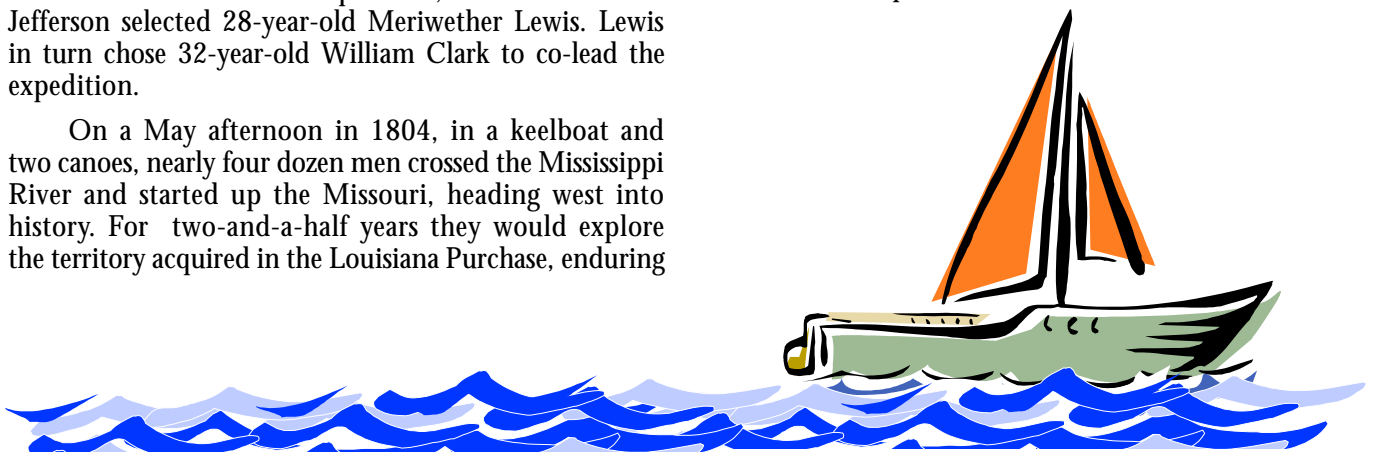 Jefferson selected 28-year-old Meriwether Lewis. Lewis
in turn chose 32-year-old William Clark to co-lead the
expedition.
On a May afternoon in 1804, in a keelboat and
two canoes, nearly four dozen men crossed the Mississippi
River and started up the Missouri, heading west into
history. For two-and-a-half years they would explore
the territory acquired in the Louisiana Purchase, enduring